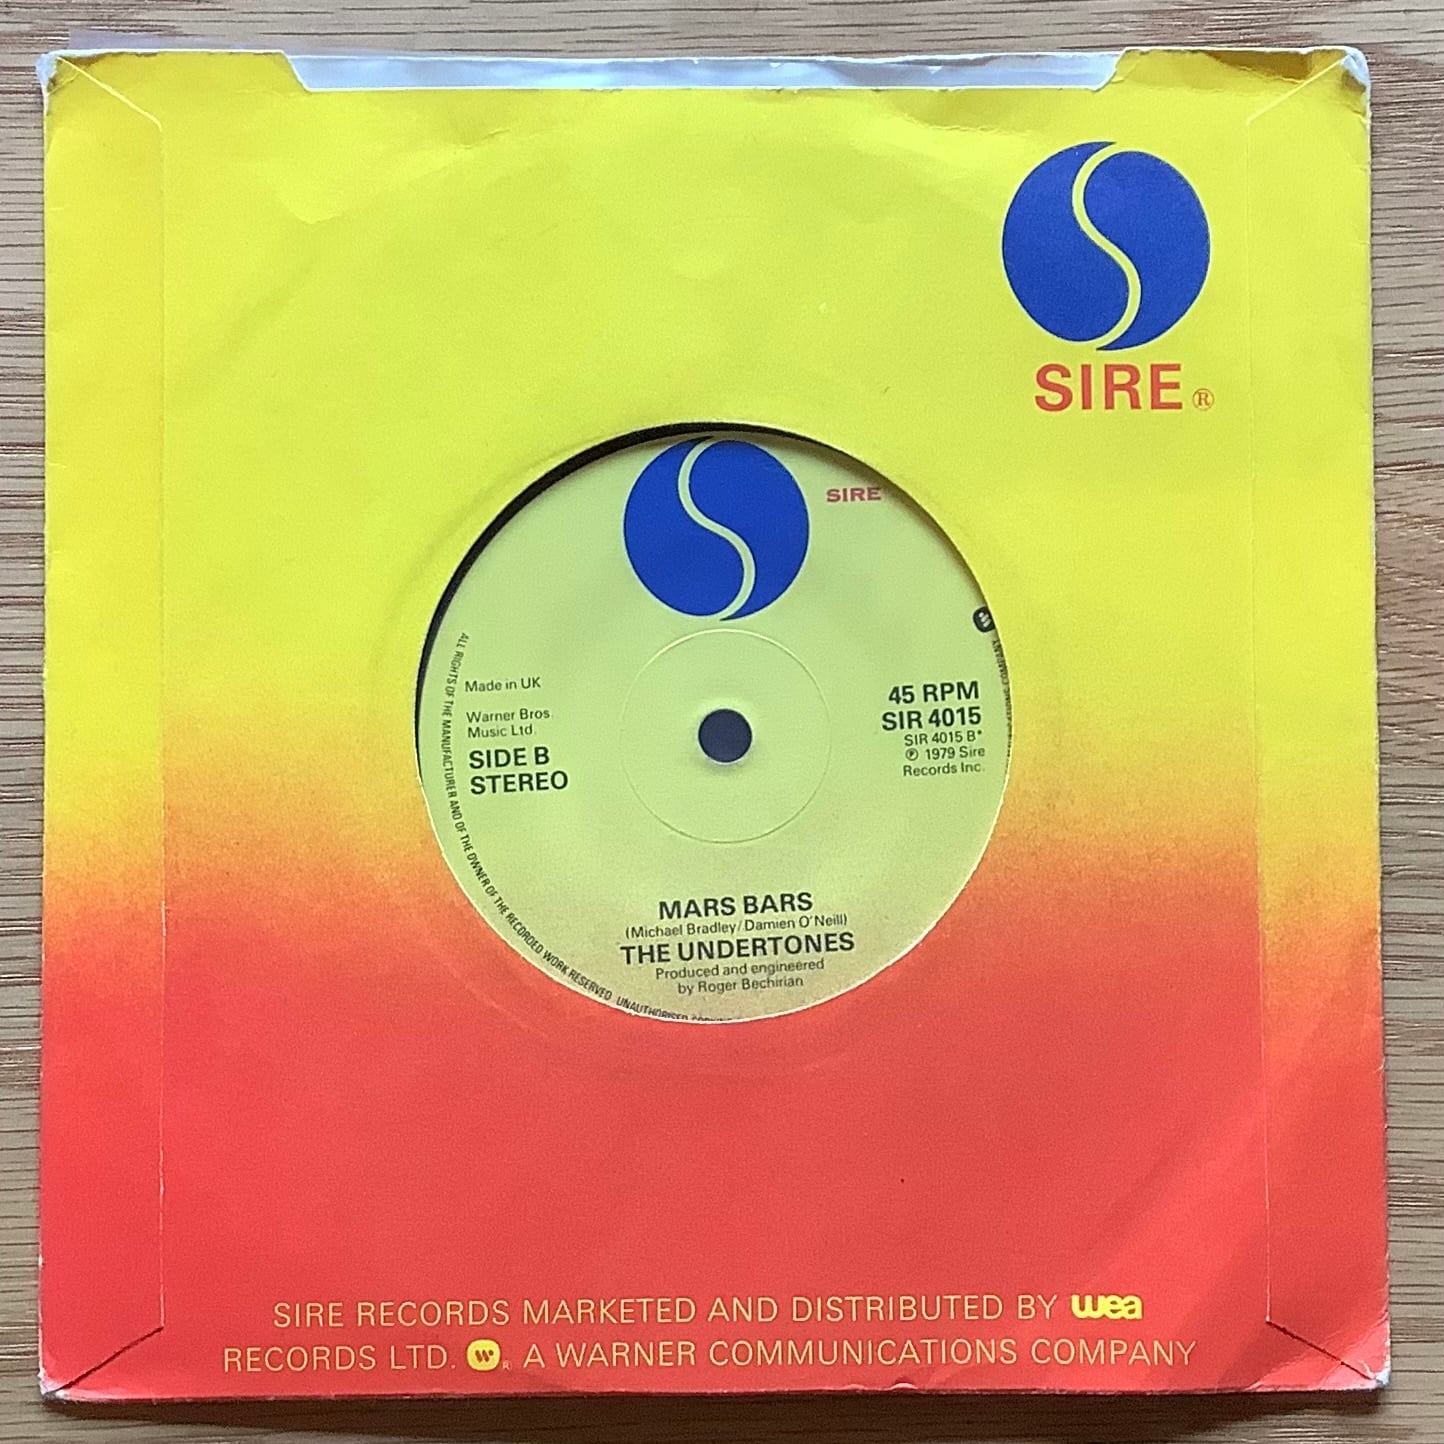 SIRE ®
SIRE
Made in UK
Warner Bros.
Music Ltd.
SIDE B
STEREO
45 RPM
SIR 4015
SIR 4015 B*
℗ 1979 Sire
Records Inc.
MARS BARS
(Michael Bradley/Damien O'Neill)
THE UNDERTONES
Produced and engineered
by Roger Bechirian
ALL RIGHTS OF THE MANUFACTURER AND OF THE OWNER OF THE RECORDED WORK RESERVED UNAUTHORISED
COMPANY
SIRE RECORDS MARKETED AND DISTRIBUTED BY wea
RECORDS LTD. ® A WARNER COMMUNICATIONS COMPANY